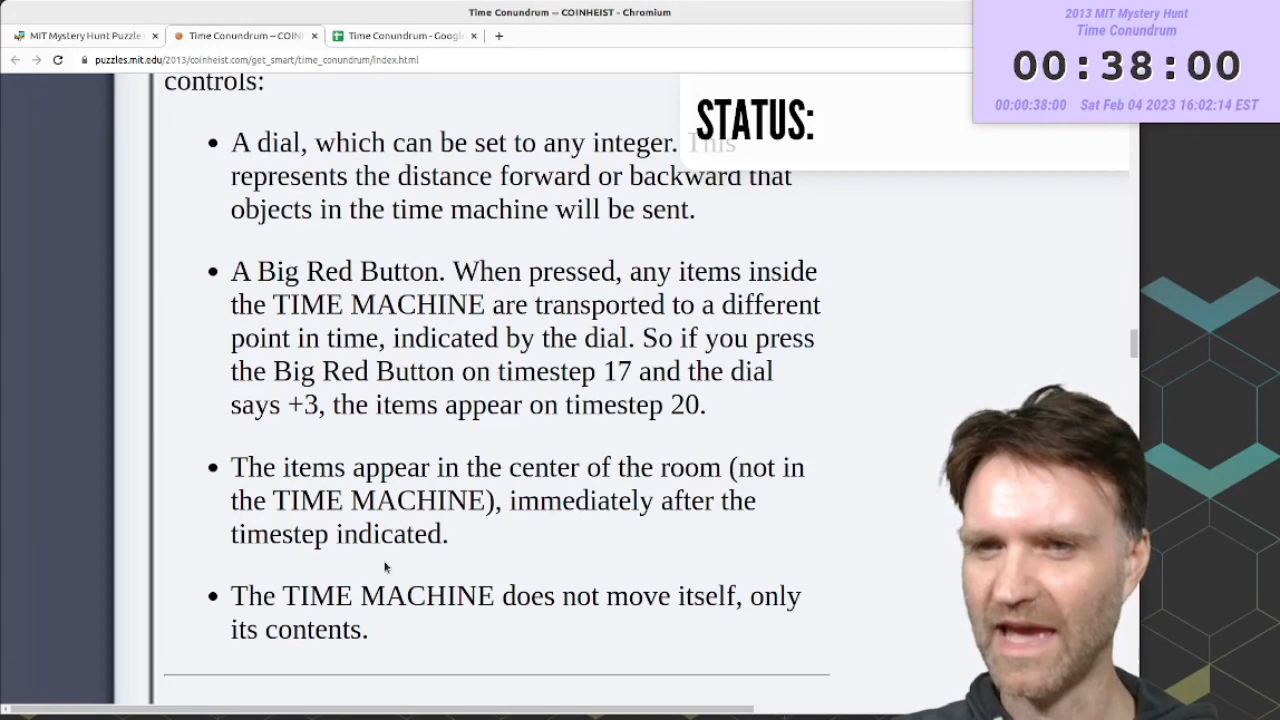 Time Conundrum – COINHEIST - Chromium
MIT Mystery Hunt Puzzle
Time Conundrum – COIN
Time Conundrum - Google
puzzles.mit.edu/2013/coinheist.com/get_smart/time_conundrum/index.html
2013 MIT Mystery Hunt
Time Conundrum
00:38:00
00:00:38:00 Sat Feb 04 2023 16:02:14 EST
STATUS:
controls:
• A dial, which can be set to any integer. This
represents the distance forward or backward that
objects in the time machine will be sent.
• A Big Red Button. When pressed, any items inside
the TIME MACHINE are transported to a different
point in time, indicated by the dial. So if you press
the Big Red Button on timestep 17 and the dial
says +3, the items appear on timestep 20.
• The items appear in the center of the room (not in
the TIME MACHINE), immediately after the
timestep indicated.
• The TIME MACHINE does not move itself, only
its contents.